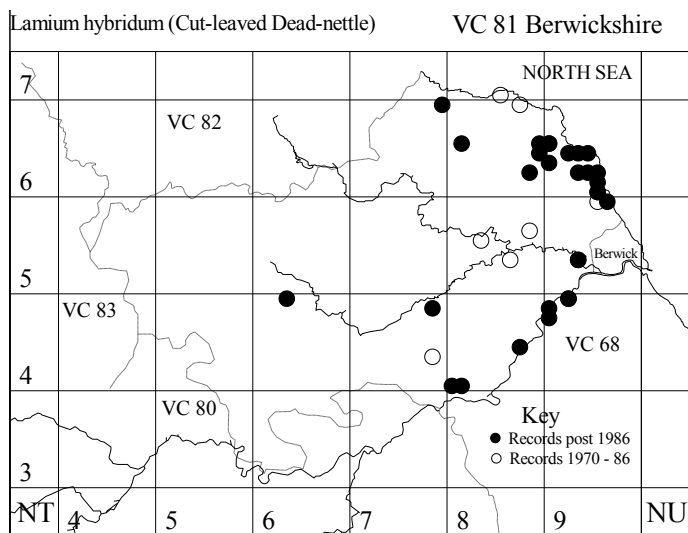 Lamium hybridum (Cut-leaved Dead-nettle) VC 81 Berwickshire
NORTH SEA
7
VC 82
6
Berwick
5
VC 83
VC 68
4
VC 80
Key
Records post 1986
Records 1970 - 86
3
NT 4 5 6 7 8 9 NU